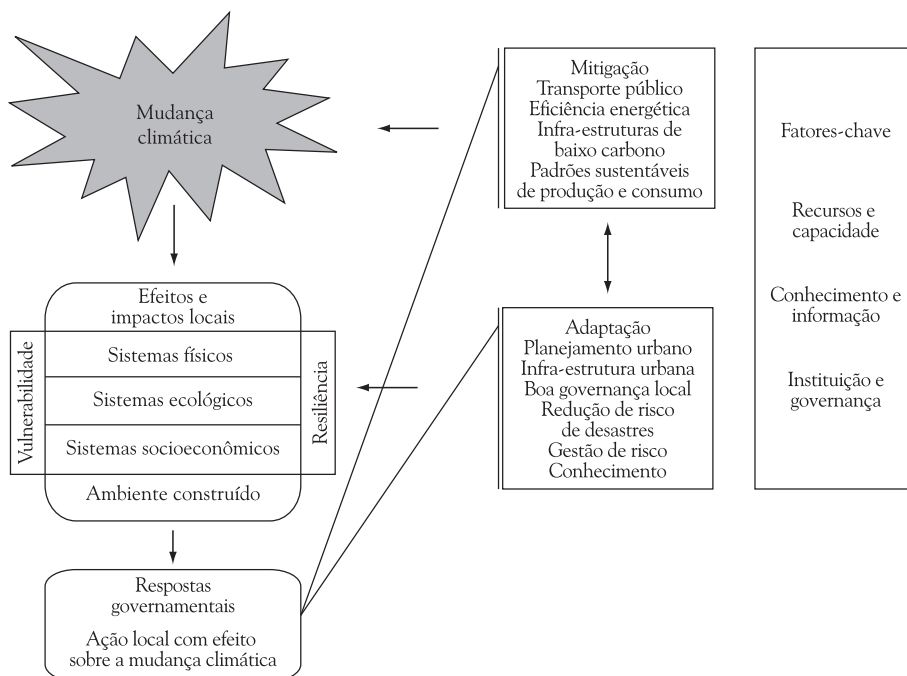 Mudança
climática
Efeitos e
impactos locais
Vulnerabilidade
Sistemas físicos
Sistemas ecológicos
Sistemas socioeconômicos
Resiliência
Ambiente construído
Respostas
governamentais
Ação local com efeito
sobre a mudança climática
Mitigação
Transporte público
Eficiência energética
Infra-estruturas de
baixo carbono
Padrões sustentáveis
de produção e consumo
Adaptação
Planejamento urbano
Infra-estrutura urbana
Boa governança local
Redução de risco
de desastres
Gestão de risco
Conhecimento
Fatores-chave
Recursos e
capacidade
Conhecimento e
informação
Instituição e
governança